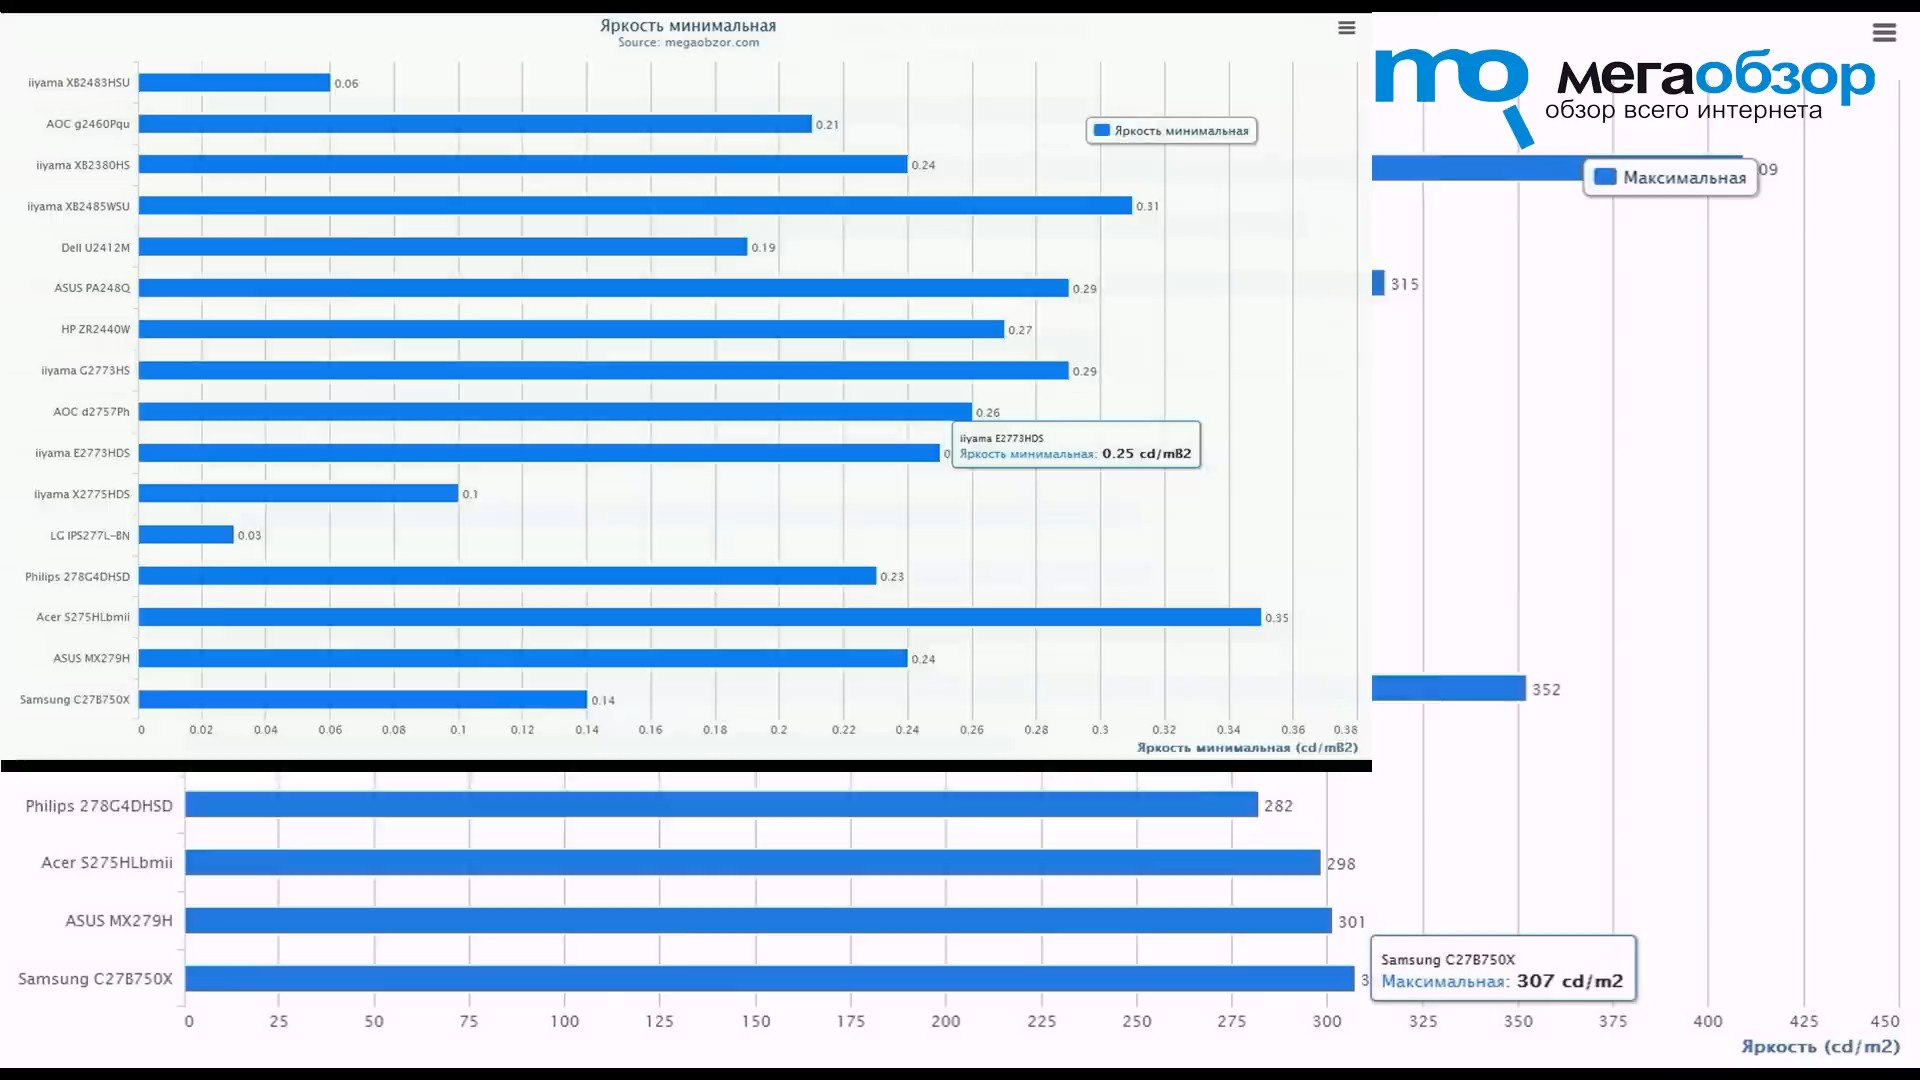 Яркость минимальная
Source: megaobzor.com
iiyama XB2483HSU 0.06
AOC g2460Pqu 0.21
iiyama XB2380HS 0.24
iiyama XB2485WSU 0.31
Dell U2412M 0.19
ASUS PA248Q 0.29
HP ZR2440W 0.27
iiyama G2773HS 0.29
AOC d2757Ph 0.26
iiyama E2773HDS
iiyama X2775HDS 0.1
LG IPS277L-BN 0.03
Philips 278G4DHSD 0.23
Acer S275HLbmii 0.35
ASUS MX279H 0.24
Samsung C27B750X 0.14
Яркость минимальная
iiyama E2773HDS
Яркость минимальная: 0.25 cd/mB2
0 0.02 0.04 0.06 0.08 0.1 0.12 0.14 0.16 0.18 0.2 0.22 0.24 0.26 0.28 0.3 0.32 0.34 0.36 0.38
Яркость минимальная (cd/mB2)
мегаобзор
обзор всего интернета
09
Максимальная
315
352
Philips 278G4DHSD 282
Acer S275HLbmii 298
ASUS MX279H 301
Samsung C27B750X 3
Samsung C27B750X
Максимальная: 307 cd/m2
0 25 50 75 100 125 150 175 200 225 250 275 300 325 350 375 400 425 450
Яркость (cd/m2)